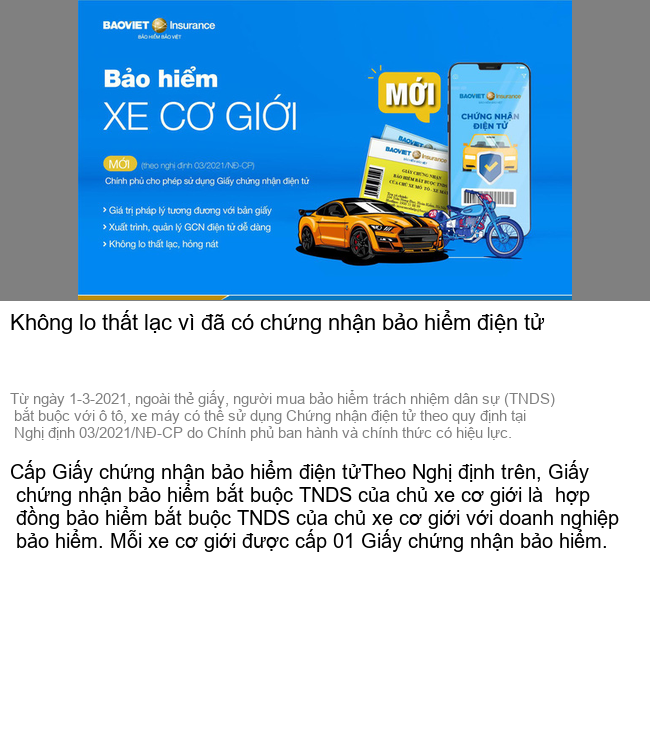 BAOVIET Insurance
BẢO HIỂM BẢO VIỆT
Bảo hiểm
XE CƠ GIỚI
MỚI (theo nghị định 03/2021/NĐ-CP)
Chính phủ cho phép sử dụng Giấy chứng nhận điện tử
› Giá trị pháp lý tương đương với bản giấy
› Xuất trình, quản lý GCN điện tử dễ dàng
› Không lo thất lạc, hỏng nát
MỚI
BAOVIET Insurance
CHỨNG NHẬN
ĐIỆN TỬ
BAOVIET
BAOVIET Insurance
GIẤY CHỨNG NHẬN
BẢO HIỂM BẮT BUỘC TNDS
CỦA CHỦ XE MÔ TÔ - XE MÁY
Không lo thất lạc vì đã có chứng nhận bảo hiểm điện tử
Từ ngày 1-3-2021, ngoài thẻ giấy, người mua bảo hiểm trách nhiệm dân sự (TNDS)
bắt buộc với ô tô, xe máy có thể sử dụng Chứng nhận điện tử theo quy định tại
Nghị định 03/2021/NĐ-CP do Chính phủ ban hành và chính thức có hiệu lực.
Cấp Giấy chứng nhận bảo hiểm điện tửTheo Nghị định trên, Giấy
chứng nhận bảo hiểm bắt buộc TNDS của chủ xe cơ giới là  hợp
đồng bảo hiểm bắt buộc TNDS của chủ xe cơ giới với doanh nghiệp
bảo hiểm. Mỗi xe cơ giới được cấp 01 Giấy chứng nhận bảo hiểm.